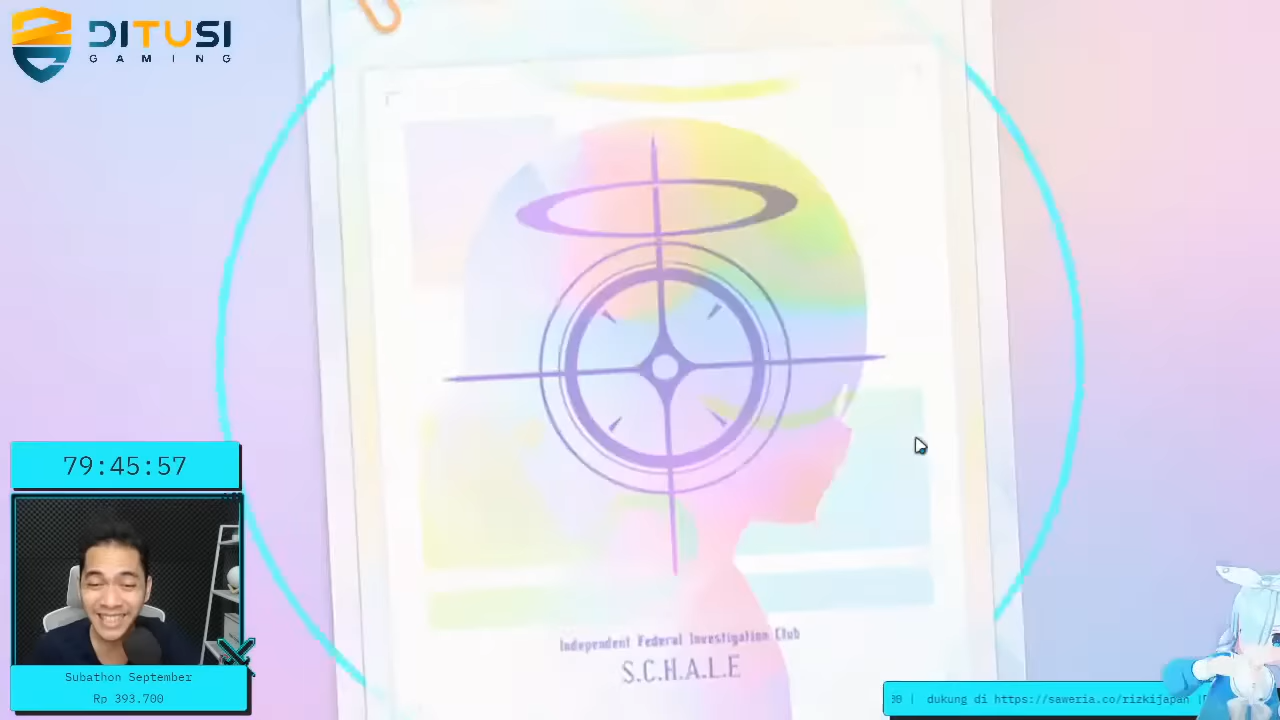 DITUSI
GAMING
Independent Federal Investigation Club
S.C.H.A.L.E
79:45:57
Subathon September
Rp 393.700
| dukung di https://saweria.co/rizkijapan